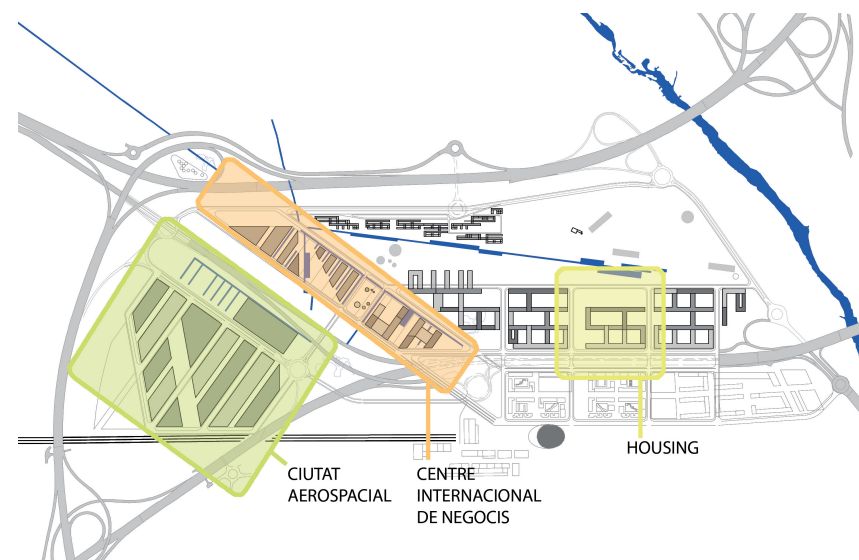 CIUTAT
AEROSPACIAL
CENTRE
INTERNACIONAL
DE NEGOCIS
HOUSING